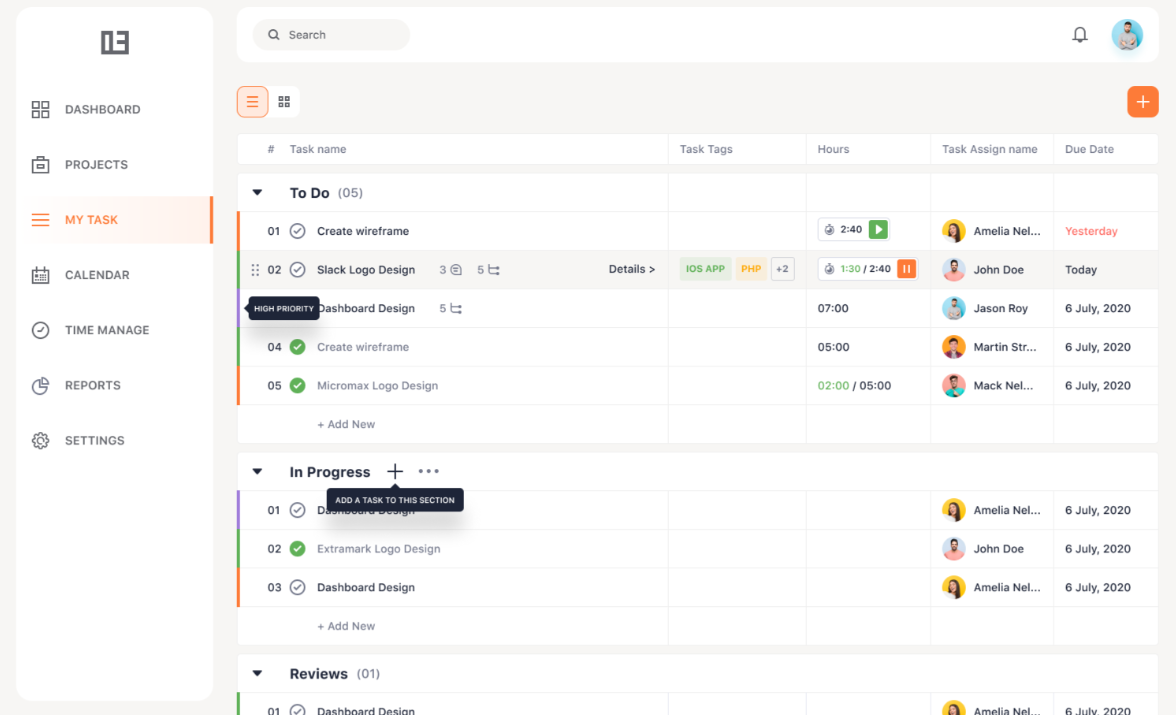 Search
DASHBOARD
PROJECTS
MY TASK
CALENDAR
TIME MANAGE
REPORTS
SETTINGS
# Task name Task Tags Hours Task Assign name Due Date
To Do (05)
01 Create wireframe 2:40 Amelia Nel... Yesterday
02 Slack Logo Design 3 5 Details > IOS APP PHP +2 1:30 / 2:40 John Doe Today
HIGH PRIORITY Dashboard Design 5 07:00 Jason Roy 6 July, 2020
04 Create wireframe 05:00 Martin Str... 6 July, 2020
05 Micromax Logo Design 02:00 / 05:00 Mack Nel... 6 July, 2020
+ Add New
In Progress
ADD A TASK TO THIS SECTION
01 Dashboard Design Amelia Nel... 6 July, 2020
02 Extramark Logo Design John Doe 6 July, 2020
03 Dashboard Design Amelia Nel... 6 July, 2020
+ Add New
Reviews (01)
01 Dashboard Design Amelia Nel... 6 July, 2020